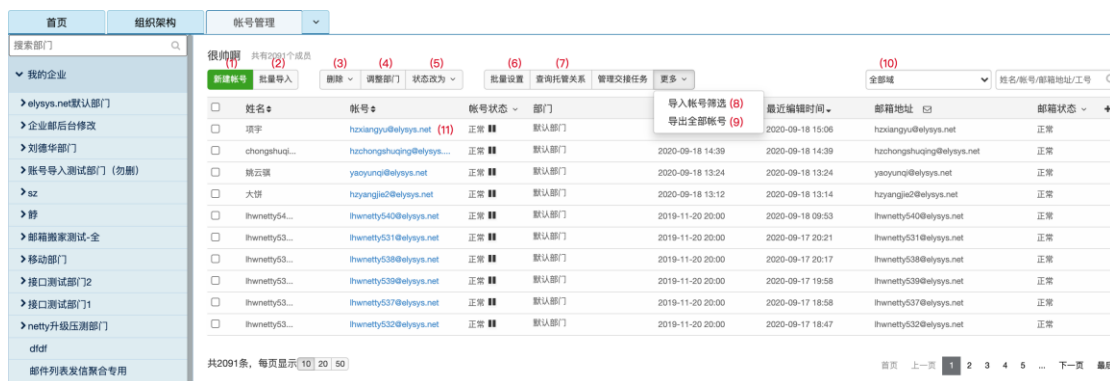 首页 组织架构 帐号管理
搜索部门
我的企业
elysys.net默认部门
企业邮后台修改
刘德华部门
账号导入测试部门（勿删）
sz
脖
邮箱搬家测试-全
移动部门
接口测试部门2
接口测试部门1
netty升级压测部门
dfdf
邮件列表发信聚合专用
很帅啊 共有2091个成员
(1) (2) (3) (4) (5) (6) (7) (10)
新建帐号 批量导入 删除 调整部门 状态改为 批量设置 查询托管关系 管理交接任务 更多 全部域 姓名/帐号/邮箱地址/工号
导入帐号筛选 (8)
导出全部帐号 (9)
姓名 帐号 帐号状态 部门 最近编辑时间 邮箱地址 邮箱状态
项宇 hzxiangyu@elysys.net (11) 正常 默认部门 2020-09-18 15:06 hzxiangyu@elysys.net 正常
chongshuqi... hzchongshuqing@elysys.... 正常 默认部门 2020-09-18 14:39 2020-09-18 14:39 hzchongshuqing@elysys.net 正常
姚云骐 yaoyunqi@elysys.net 正常 默认部门 2020-09-18 13:24 2020-09-18 13:24 yaoyunqi@elysys.net 正常
大饼 hzyangjie2@elysys.net 正常 默认部门 2020-09-18 13:12 2020-09-18 13:14 hzyangjie2@elysys.net 正常
lhwnetty54... lhwnetty540@elysys.net 正常 默认部门 2019-11-20 20:00 2020-09-18 09:53 lhwnetty540@elysys.net 正常
lhwnetty53... lhwnetty531@elysys.net 正常 默认部门 2019-11-20 20:00 2020-09-17 20:21 lhwnetty531@elysys.net 正常
lhwnetty53... lhwnetty538@elysys.net 正常 默认部门 2019-11-20 20:00 2020-09-17 20:17 lhwnetty538@elysys.net 正常
lhwnetty53... lhwnetty539@elysys.net 正常 默认部门 2019-11-20 20:00 2020-09-17 19:58 lhwnetty539@elysys.net 正常
lhwnetty53... lhwnetty537@elysys.net 正常 默认部门 2019-11-20 20:00 2020-09-17 18:58 lhwnetty537@elysys.net 正常
lhwnetty53... lhwnetty532@elysys.net 正常 默认部门 2019-11-20 20:00 2020-09-17 18:47 lhwnetty532@elysys.net 正常
共2091条，每页显示 10 20 50 首页 上一页 1 2 3 4 5 ... 下一页